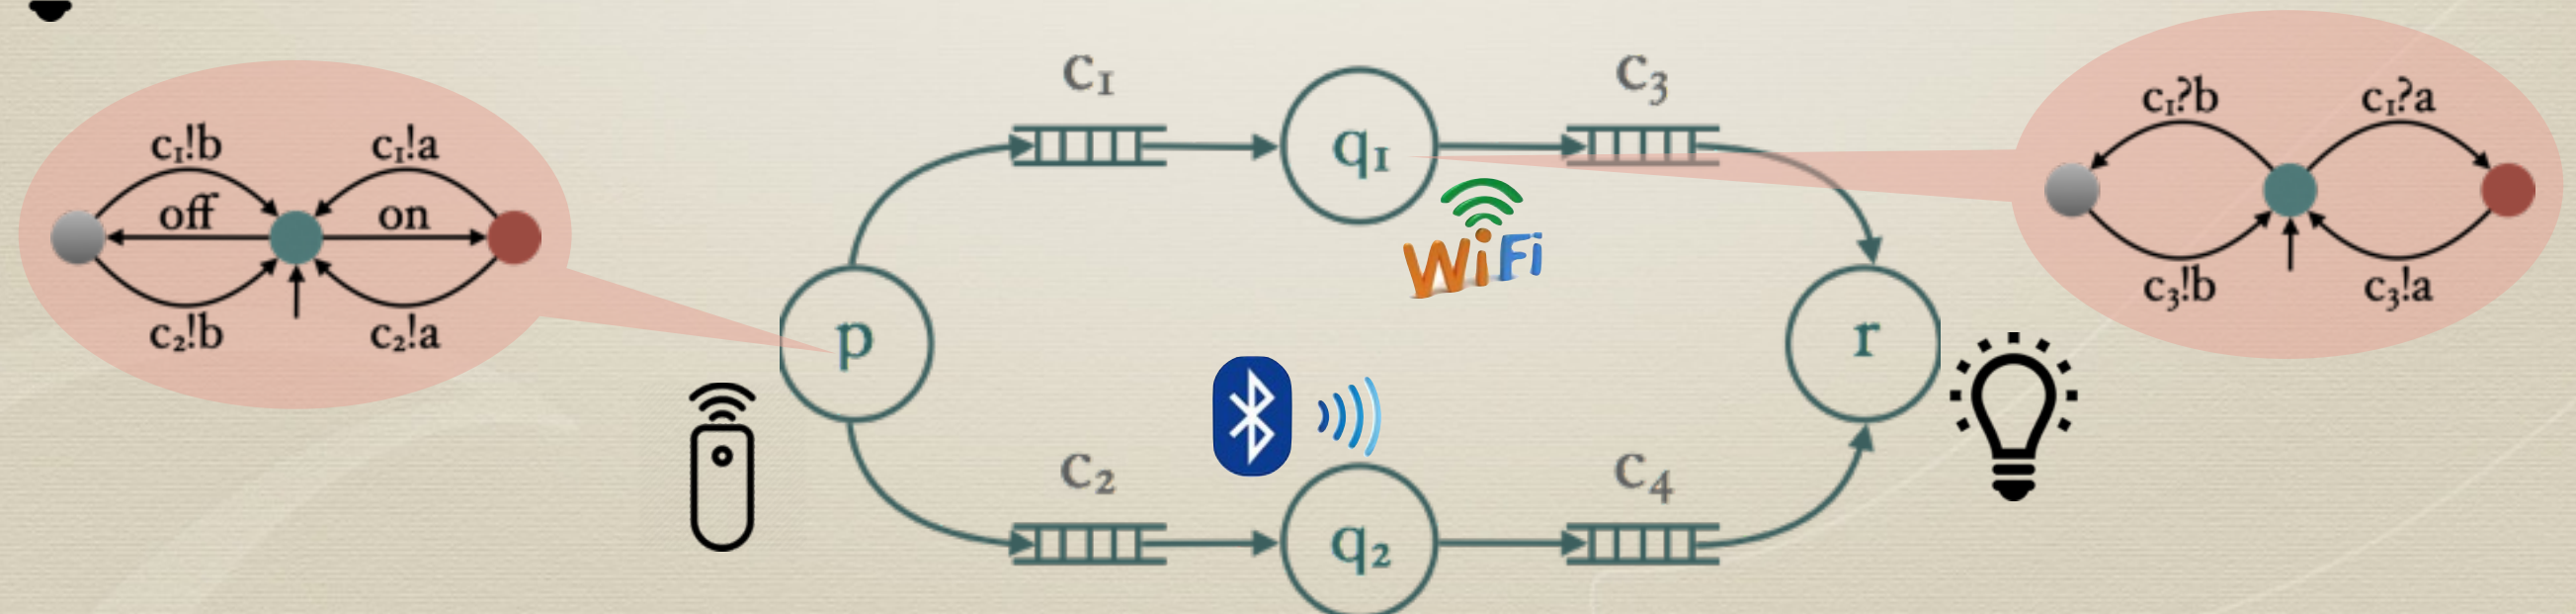 c₁!b
c₁!a
off
on
c₂!b
c₂!a
p
c₁
q₁
c₃
WiFi
c₂
q₂
c₄
r
c₁?b
c₁?a
c₃!b
c₃!a